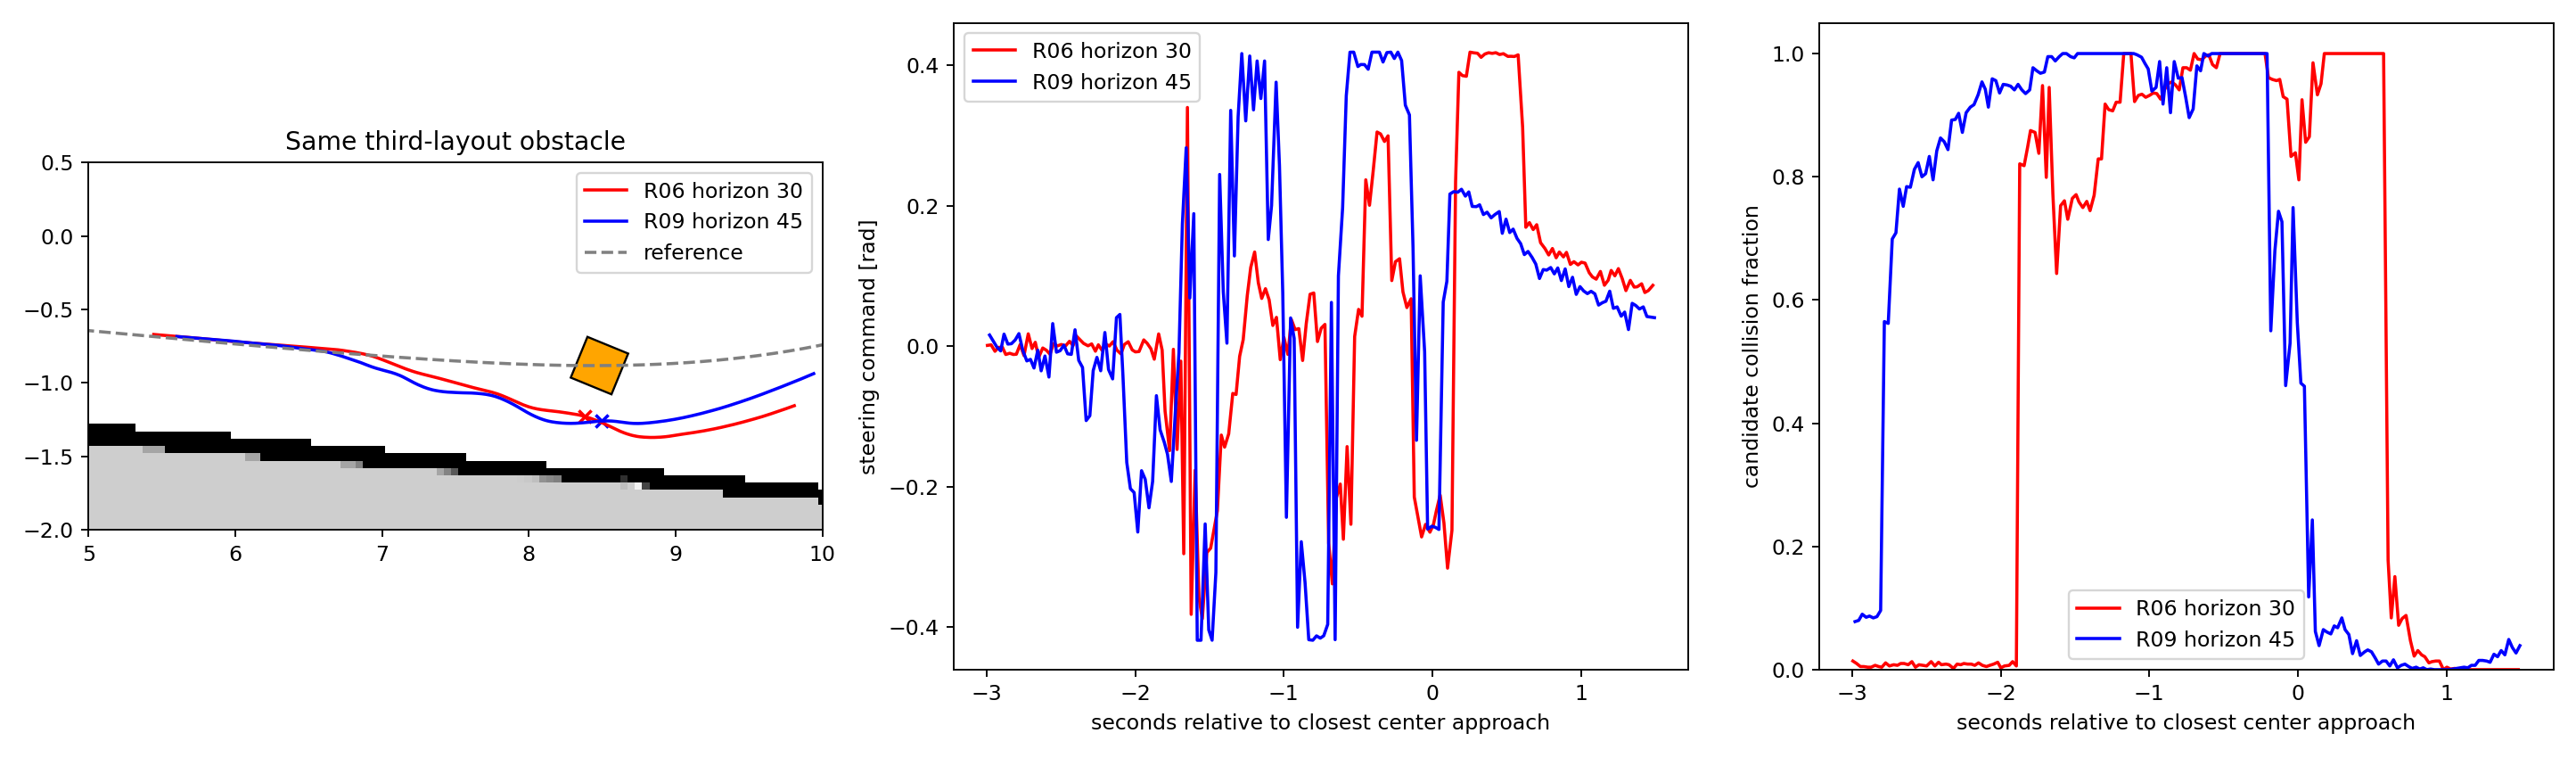 Same third-layout obstacle
R06 horizon 30
R09 horizon 45
reference
0.5
0.0
−0.5
−1.0
−1.5
−2.0
5
6
7
8
9
10
R06 horizon 30
R09 horizon 45
steering command [rad]
0.4
0.2
0.0
−0.2
−0.4
−3
−2
−1
0
1
seconds relative to closest center approach
candidate collision fraction
1.0
0.8
0.6
0.4
0.2
0.0
R06 horizon 30
R09 horizon 45
−3
−2
−1
0
1
seconds relative to closest center approach